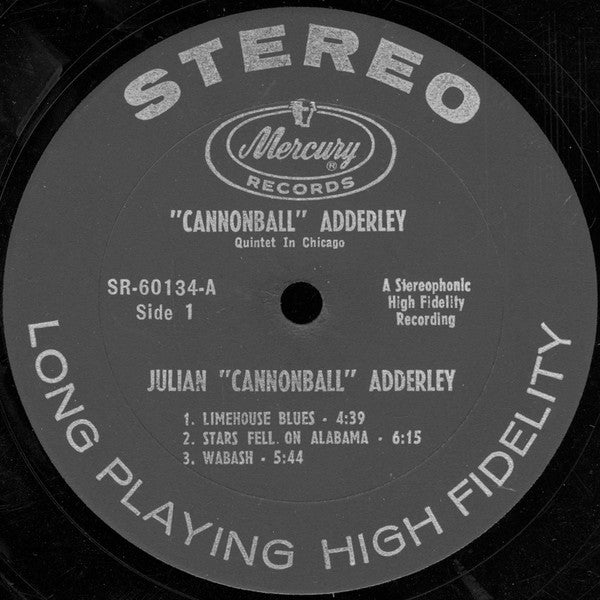 STEREO
Mercury
®
RECORDS
"CANNONBALL" ADDERLEY
Quintet In Chicago
SR-60134-A
Side 1
A Stereophonic
High Fidelity
Recording
JULIAN "CANNONBALL" ADDERLEY
1. LIMEHOUSE BLUES - 4:39
2. STARS FELL ON ALABAMA - 6:15
3. WABASH - 5:44
LONG PLAYING HIGH FIDELITY